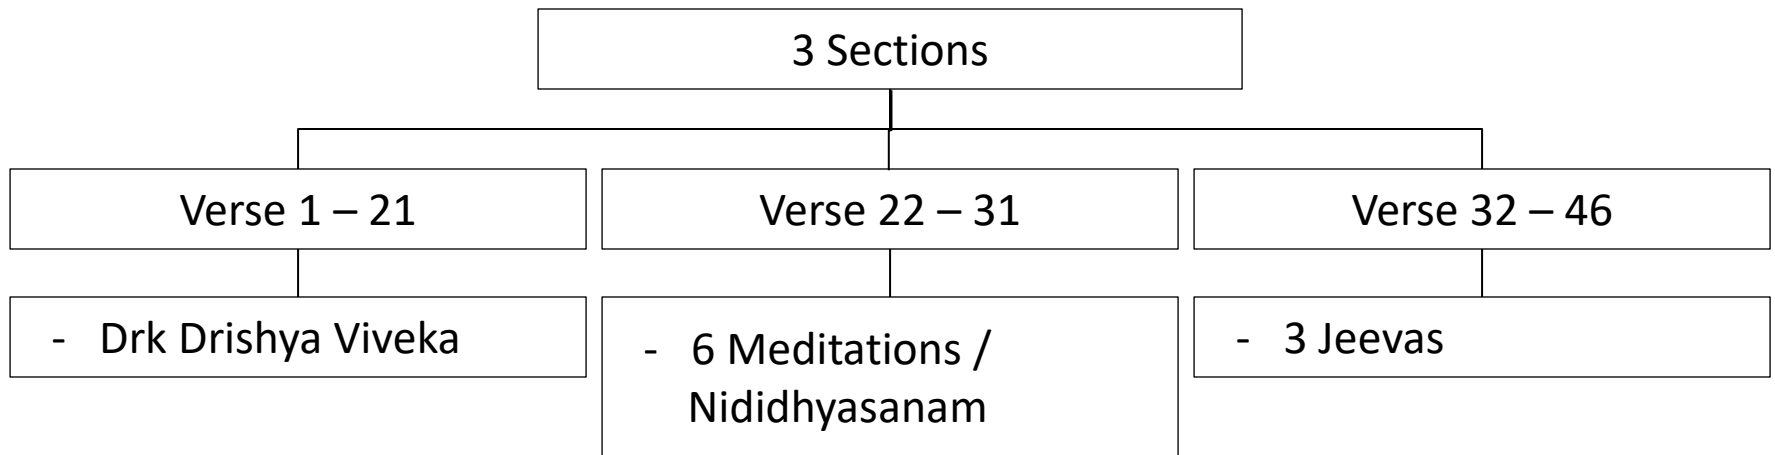 3 Sections
Verse 1 – 21
Verse 22 – 31
Verse 32 – 46
- Drk Drishya Viveka
- 6 Meditations /
Nididhyasanam
- 3 Jeevas